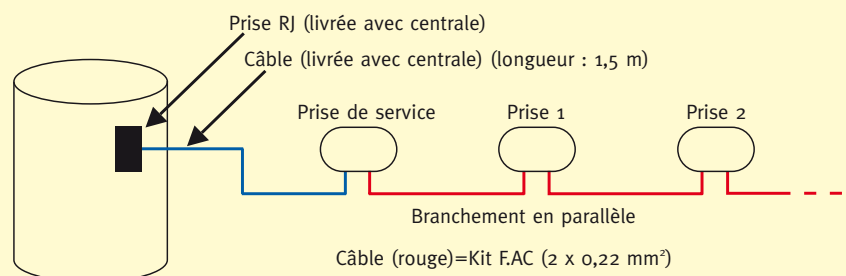 Prise RJ (livrée avec centrale)
Câble (livrée avec centrale) (longueur : 1,5 m)
Prise de service
Prise 1
Prise 2
Branchement en parallèle
Câble (rouge)=Kit F.AC (2 x 0,22 mm²)